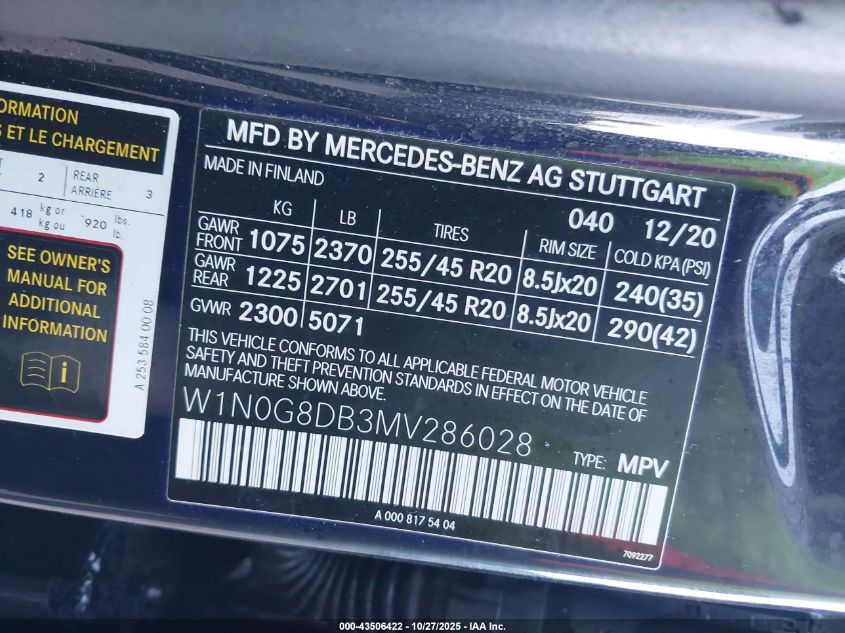 ORMATION
S ET LE CHARGEMENT
2 REAR ARRIÈRE 3
418 kg or kg ou 920 lbs. lb.
SEE OWNER'S
MANUAL FOR
ADDITIONAL
INFORMATION
A 253 584 00 08
MFD BY MERCEDES-BENZ AG STUTTGART
MADE IN FINLAND 040 12/20
KG LB TIRES RIM SIZE COLD KPA(PSI)
GAWR FRONT 1075 2370 255/45 R20 8.5Jx20 240(35)
GAWR REAR 1225 2701 255/45 R20 8.5Jx20 290(42)
GVWR 2300 5071
THIS VEHICLE CONFORMS TO ALL APPLICABLE FEDERAL MOTOR VEHICLE
SAFETY AND THEFT PREVENTION STANDARDS IN EFFECT ON THE DATE OF
MANUFACTURE SHOWN ABOVE.
W1N0G8DB3MV286028
TYPE: MPV
A 000 817 54 04
7092277
000-43506422 | 10/27/2025 - IAA Inc.